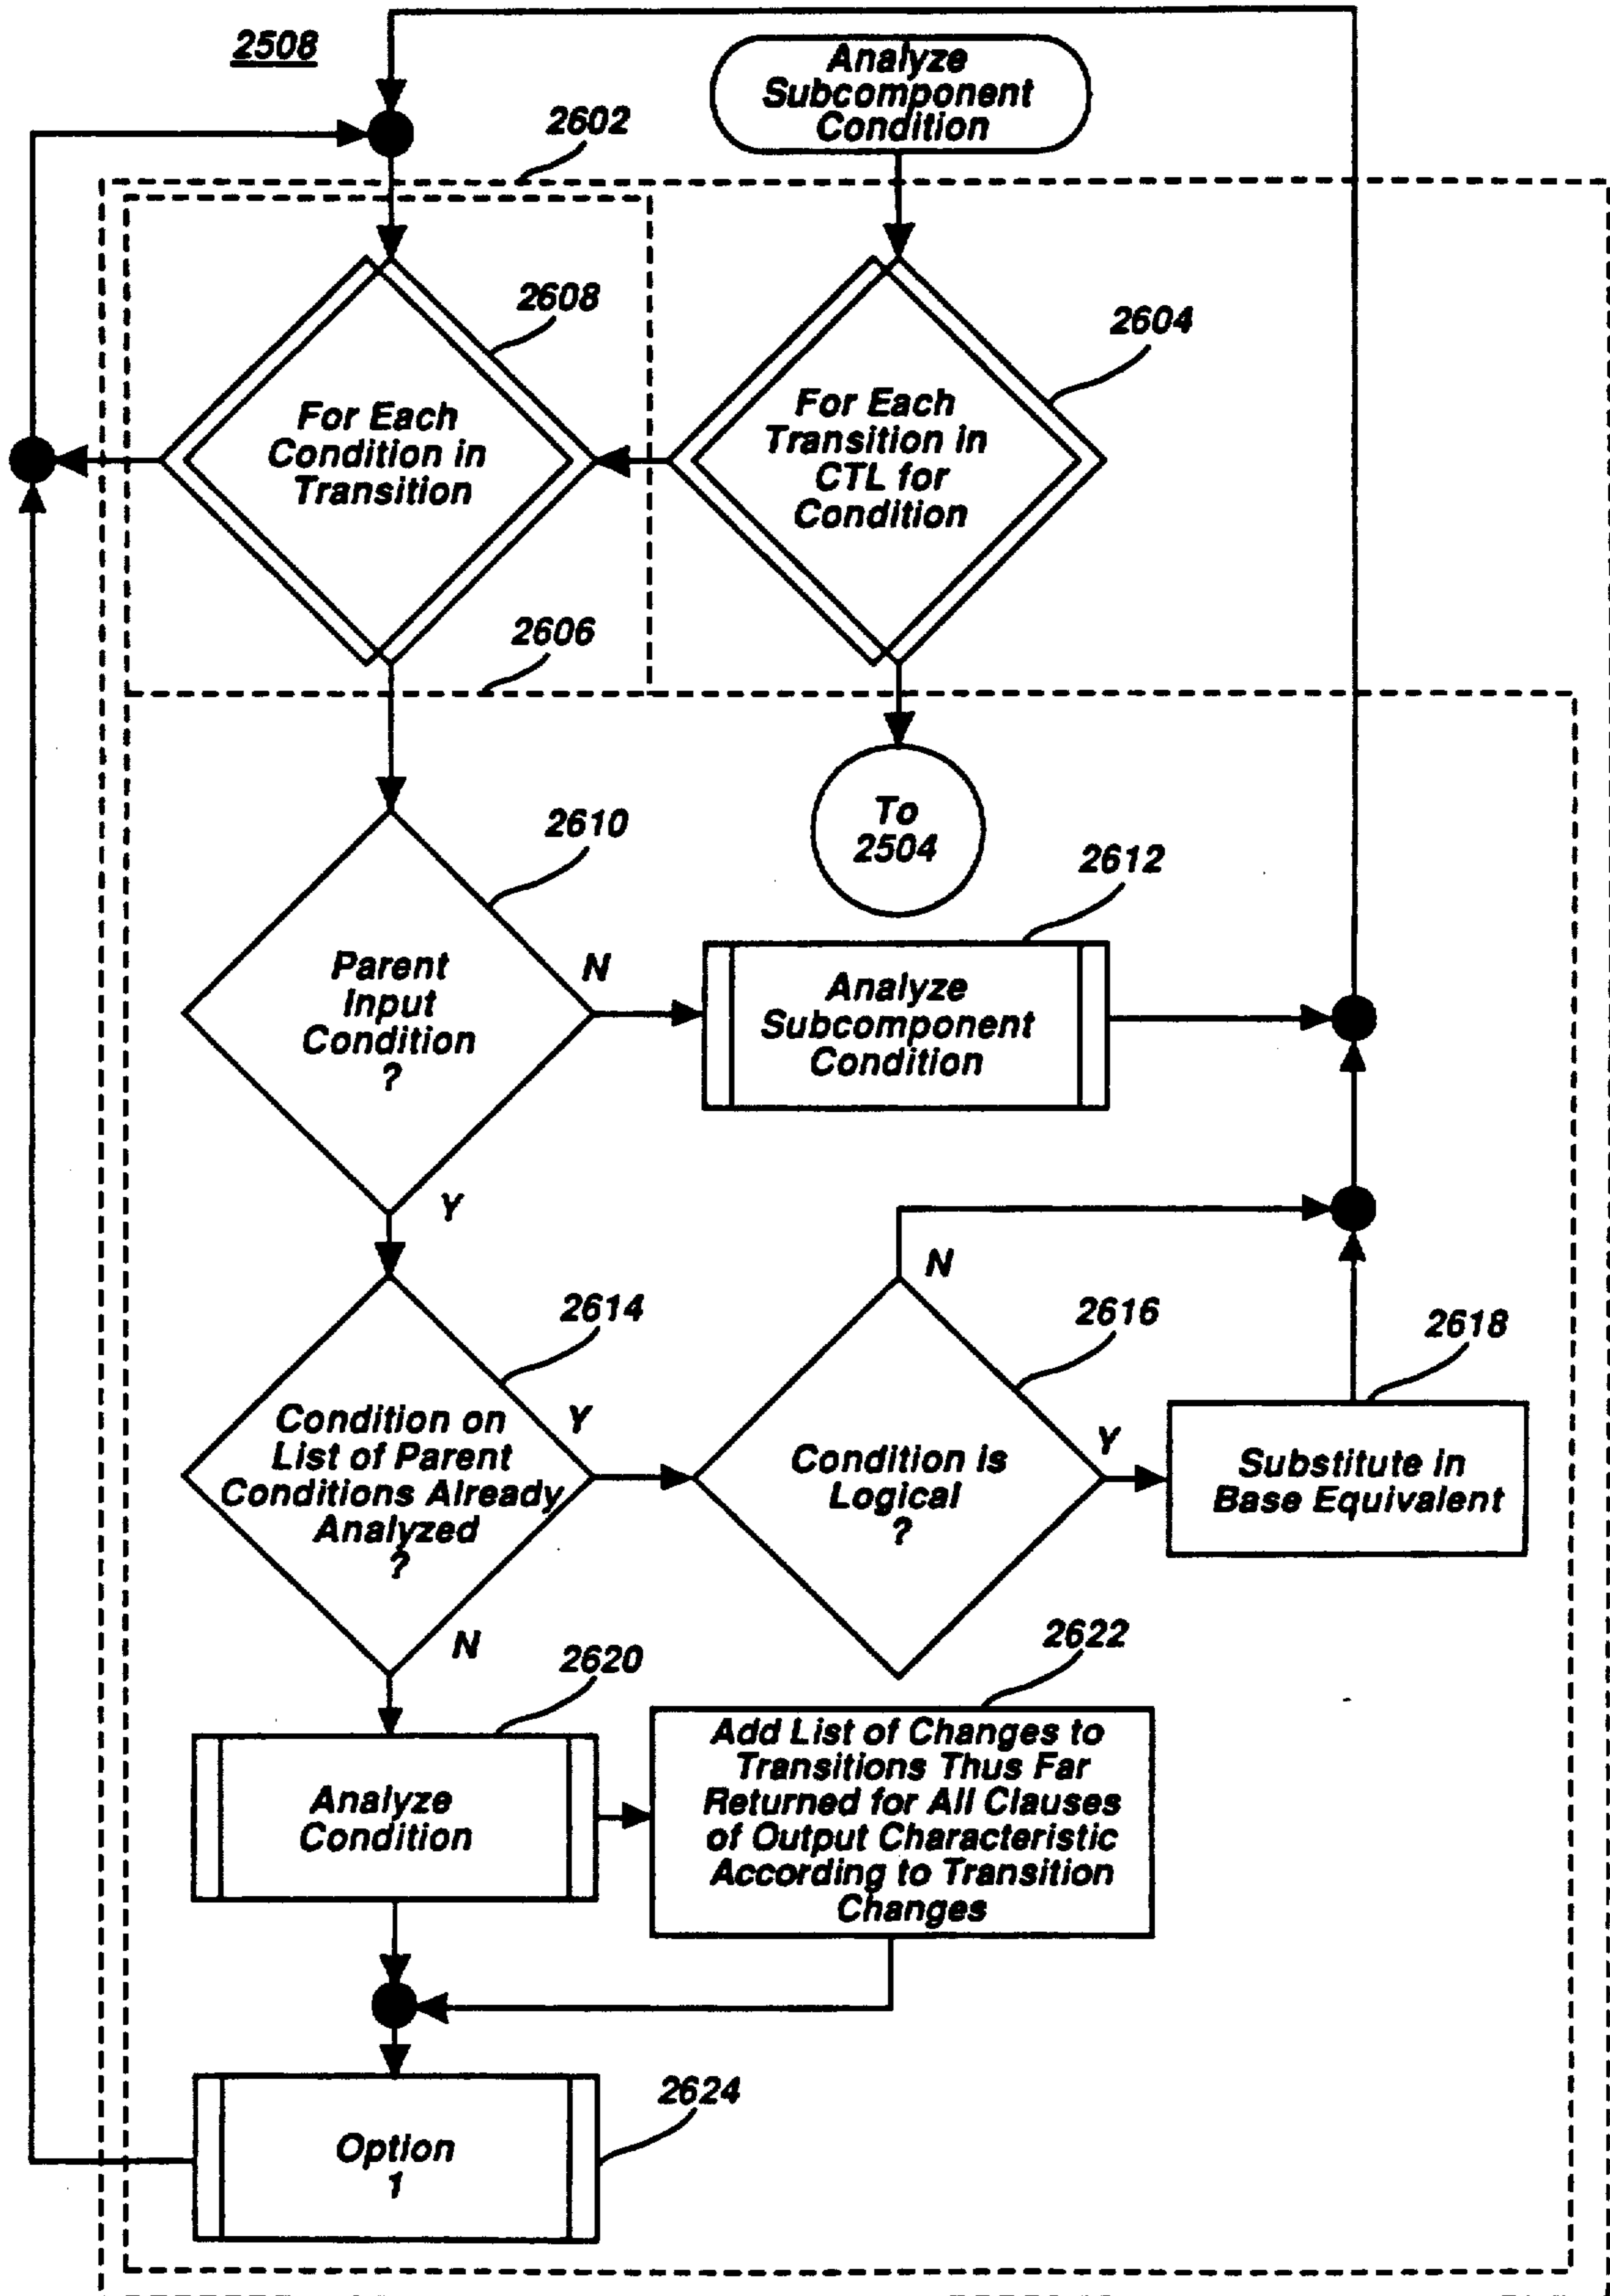 2508
Analyze
Subcomponent
Condition
2602
2608
2604
For Each
Condition in
Transition
For Each
Transition in
CTL for
Condition
2606
To
2504
2610
2612
Parent
Input
Condition
?
N
Analyze
Subcomponent
Condition
Y
N
2614
2616
2618
Condition on
List of Parent
Conditions Already
Analyzed
?
Y
Condition is
Logical
?
Y
Substitute in
Base Equivalent
N
2620
2622
Analyze
Condition
Add List of Changes to
Transitions Thus Far
Returned for All Clauses
of Output Characteristic
According to Transition
Changes
2624
Option
1